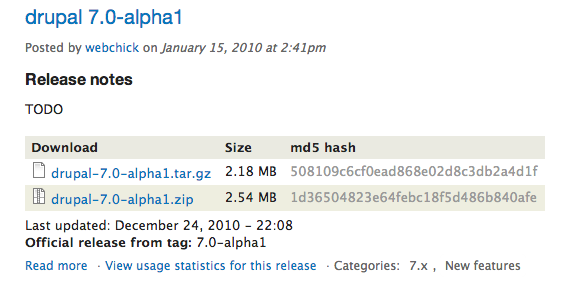 drupal 7.0-alpha1
Posted by webchick on January 15, 2010 at 2:41pm
Release notes
TODO
Download Size md5 hash
drupal-7.0-alpha1.tar.gz 2.18 MB 508109c6cf0ead868e02d8c3db2a4d1f
drupal-7.0-alpha1.zip 2.54 MB 1d36504823e64febc18f5d486b840afe
Last updated: December 24, 2010 - 22:08
Official release from tag: 7.0-alpha1
Read more · View usage statistics for this release · Categories: 7.x , New features